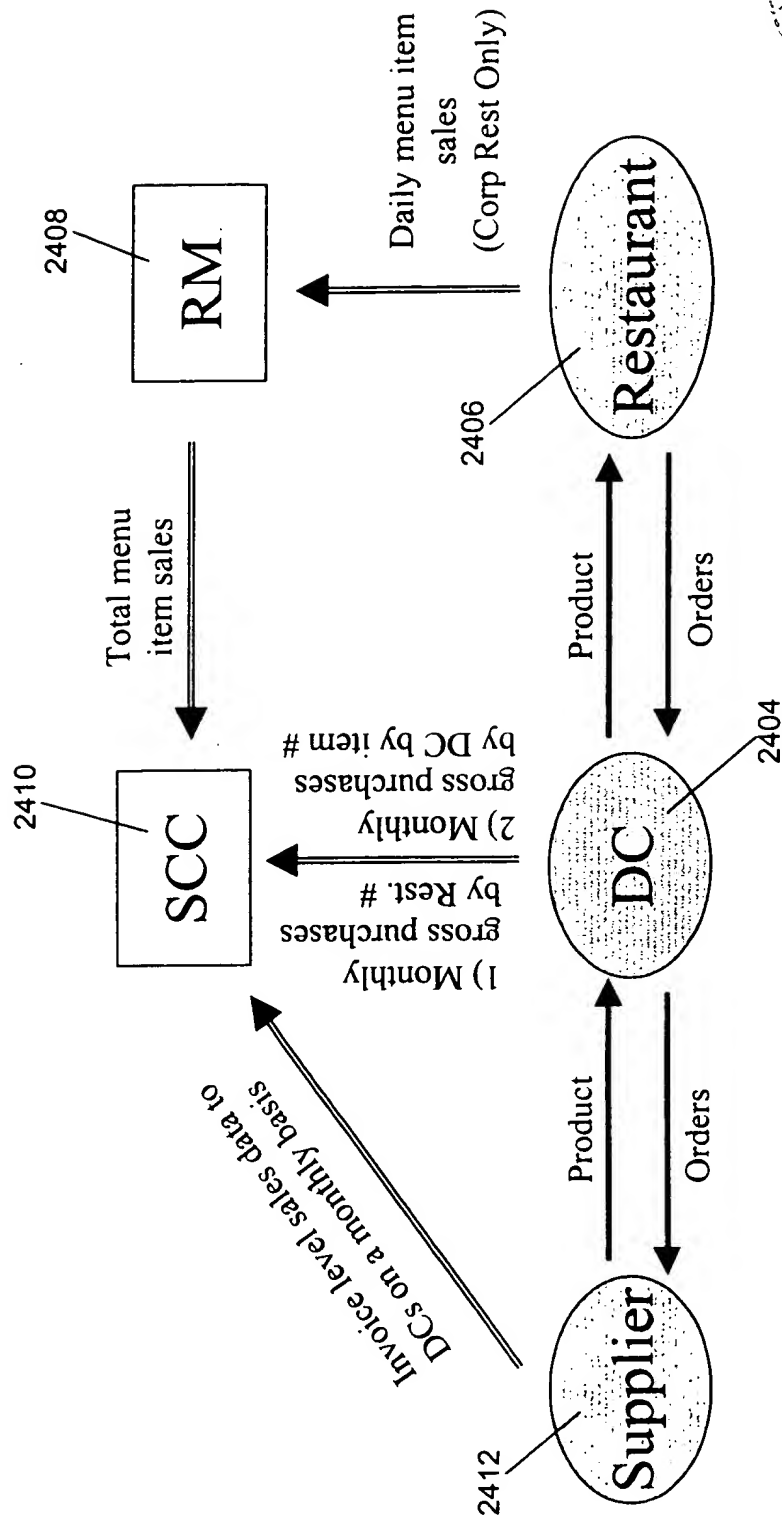 2408
RM
Daily menu item
sales
(Corp Rest Only)
2406
Restaurant
Total menu
item sales
Product
Orders
2410
SCC
1) Monthly
gross purchases
by Rest. #
2) Monthly
gross purchases
by DC by item #
DC
2404
Invoice level sales data to
DCs on a monthly basis
Product
Orders
Supplier
2412